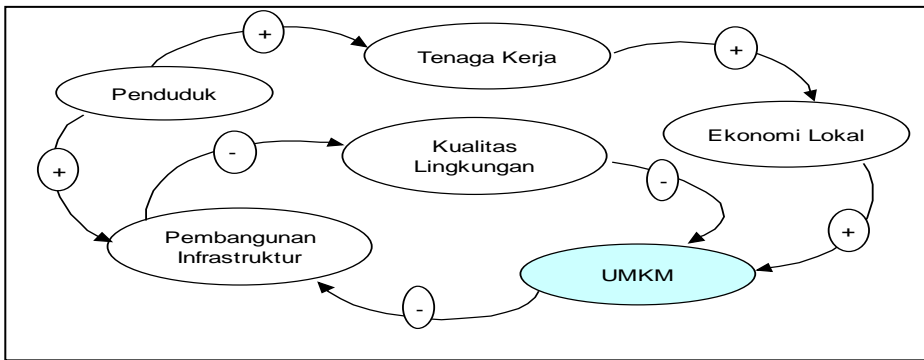 +
Tenaga Kerja
+
Penduduk
-
Kualitas
Lingkungan
Ekonomi Lokal
+
-
+
Pembangunan
Infrastruktur
UMKM
-